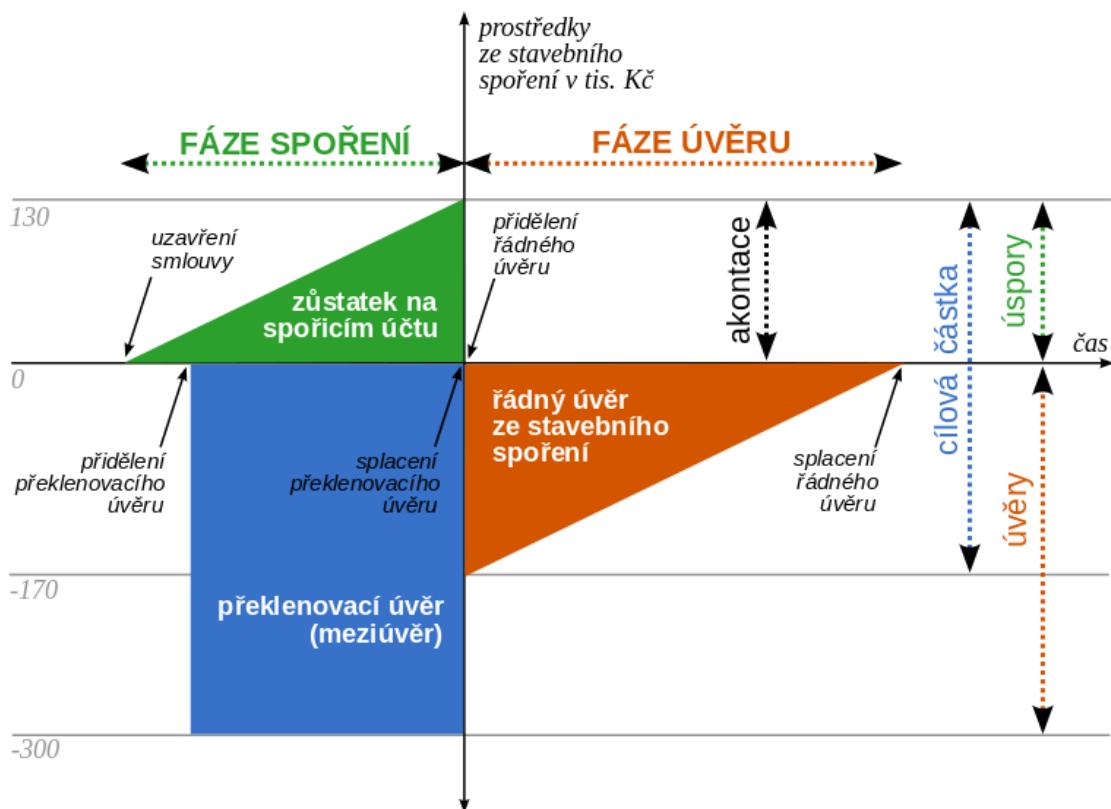 prostředky
ze stavebního
spoření v tis. Kč
FÁZE SPOŘENÍ
FÁZE ÚVĚRU
130
uzavření
smlouvy
přidělení
řádného
úvěru
akontace
cílová částka
úspory
zůstatek na
spořicím účtu
čas
0
řádný úvěr
ze stavebního
spoření
přidělení
překlenovacího
úvěru
splacení
překlenovacího
úvěru
splacení
řádného
úvěru
úvěry
-170
překlenovací úvěr
(meziúvěr)
-300